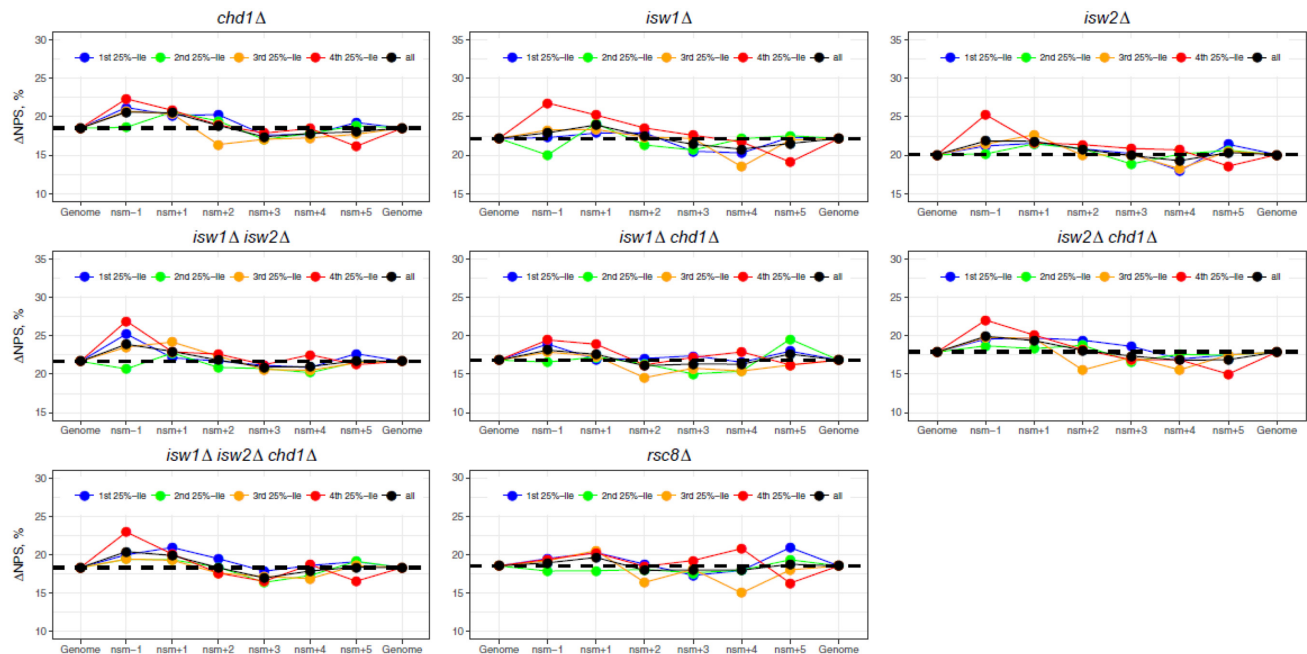 chd1Δ
isw1Δ
isw2Δ
ΔNPS, %
30
25
20
15
10
1st 25%-Ile 2nd 25%-Ile 3rd 25%-Ile 4th 25%-Ile all
Genome nsm−1 nsm+1 nsm+2 nsm+3 nsm+4 nsm+5 Genome
35
30
25
20
15
1st 25%-Ile 2nd 25%-Ile 3rd 25%-Ile 4th 25%-Ile all
Genome nsm−1 nsm+1 nsm+2 nsm+3 nsm+4 nsm+5 Genome
35
30
25
20
15
1st 25%-Ile 2nd 25%-Ile 3rd 25%-Ile 4th 25%-Ile all
Genome nsm−1 nsm+1 nsm+2 nsm+3 nsm+4 nsm+5 Genome
isw1Δ isw2Δ
isw1Δ chd1Δ
isw2Δ chd1Δ
ΔNPS, %
35
30
25
20
15
1st 25%-Ile 2nd 25%-Ile 3rd 25%-Ile 4th 25%-Ile all
Genome nsm−1 nsm+1 nsm+2 nsm+3 nsm+4 nsm+5 Genome
30
25
20
15
10
1st 25%-Ile 2nd 25%-Ile 3rd 25%-Ile 4th 25%-Ile all
Genome nsm−1 nsm+1 nsm+2 nsm+3 nsm+4 nsm+5 Genome
30
25
20
15
10
1st 25%-Ile 2nd 25%-Ile 3rd 25%-Ile 4th 25%-Ile all
Genome nsm−1 nsm+1 nsm+2 nsm+3 nsm+4 nsm+5 Genome
isw1Δ isw2Δ chd1Δ
rsc8Δ
ΔNPS, %
30
25
20
15
10
1st 25%-Ile 2nd 25%-Ile 3rd 25%-Ile 4th 25%-Ile all
Genome nsm−1 nsm+1 nsm+2 nsm+3 nsm+4 nsm+5 Genome
30
25
20
15
10
1st 25%-Ile 2nd 25%-Ile 3rd 25%-Ile 4th 25%-Ile all
Genome nsm−1 nsm+1 nsm+2 nsm+3 nsm+4 nsm+5 Genome